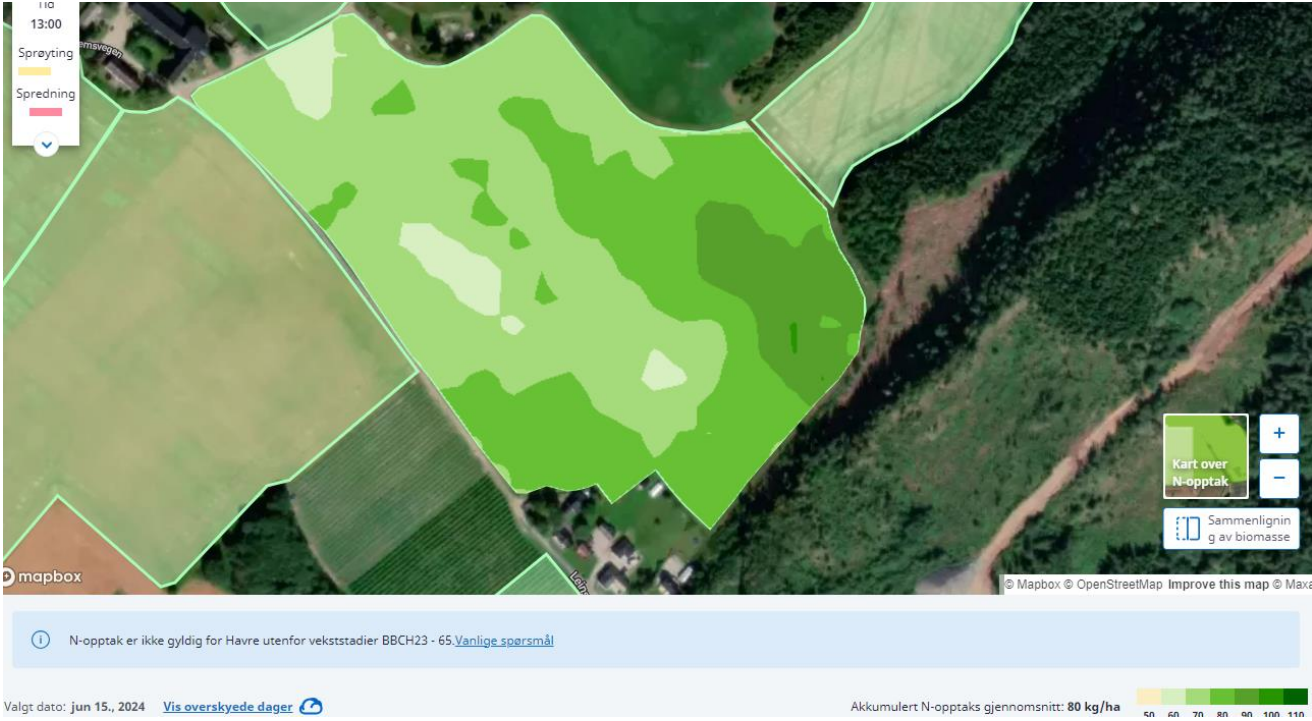 Tid
13:00
Sprøyting
emsvegen
Spredning
Kart over
N-opptak
+
−
Sammenlignin
g av biomasse
mapbox
© Mapbox © OpenStreetMap Improve this map © Maxa
N-opptak er ikke gyldig for Havre utenfor vekststadier BBCH23 - 65.Vanlige spørsmål
Valgt dato: jun 15., 2024 Vis overskyede dager Akkumulert N-opptaks gjennomsnitt: 80 kg/ha
50 60 70 80 90 100 110